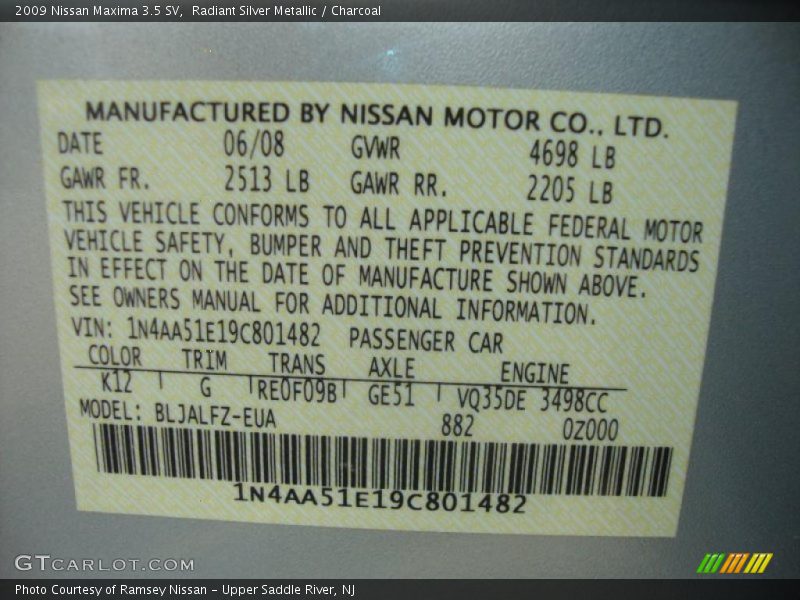 2009 Nissan Maxima 3.5 SV,  Radiant Silver Metallic / Charcoal
MANUFACTURED BY NISSAN MOTOR CO., LTD.
DATE 06/08 GVWR 4698 LB
GAWR FR. 2513 LB GAWR RR. 2205 LB
THIS VEHICLE CONFORMS TO ALL APPLICABLE FEDERAL MOTOR
VEHICLE SAFETY, BUMPER AND THEFT PREVENTION STANDARDS
IN EFFECT ON THE DATE OF MANUFACTURE SHOWN ABOVE.
SEE OWNERS MANUAL FOR ADDITIONAL INFORMATION.
VIN: 1N4AA51E19C801482 PASSENGER CAR
COLOR TRIM TRANS AXLE ENGINE
K12 G RE0F09B GE51 VQ35DE 3498CC
MODEL: BLJALFZ-EUA 882 0Z000
1N4AA51E19C801482
GTCARLOT.COM
Photo Courtesy of Ramsey Nissan - Upper Saddle River, NJ